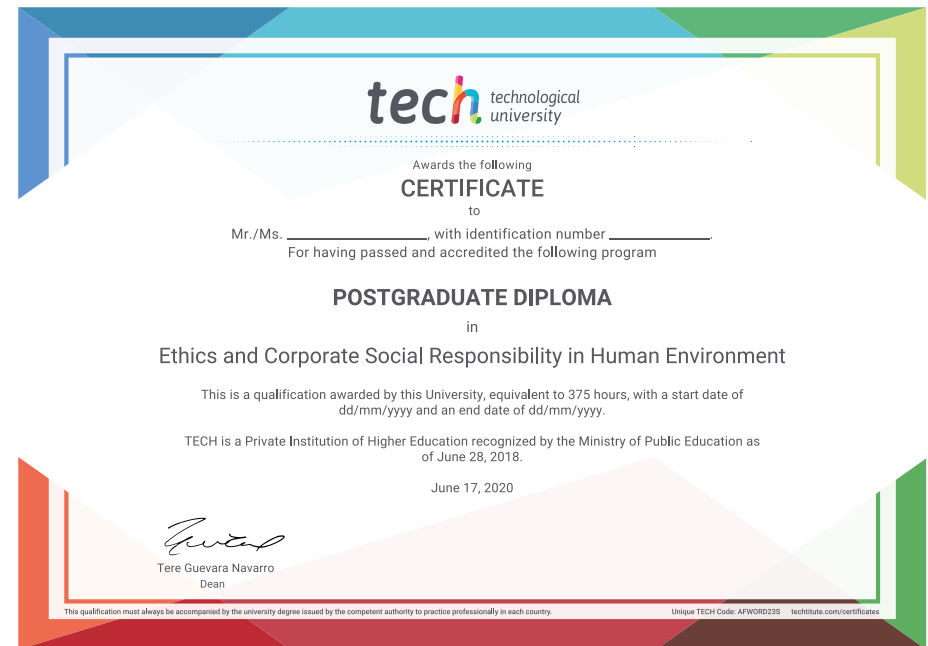 tech technological
university
Awards the following
CERTIFICATE
to
Mr./Ms. ____________________, with identification number ______________.
For having passed and accredited the following program
POSTGRADUATE DIPLOMA
in
Ethics and Corporate Social Responsibility in Human Environment
This is a qualification awarded by this University, equivalent to 375 hours, with a start date of
dd/mm/yyyy and an end date of dd/mm/yyyy.
TECH is a Private Institution of Higher Education recognized by the Ministry of Public Education as
of June 28, 2018.
June 17, 2020
Tere Guevara Navarro
Dean
This qualification must always be accompanied by the university degree issued by the competent authority to practice professionally in each country.
Unique TECH Code: AFWORD23S techtitute.com/certificates